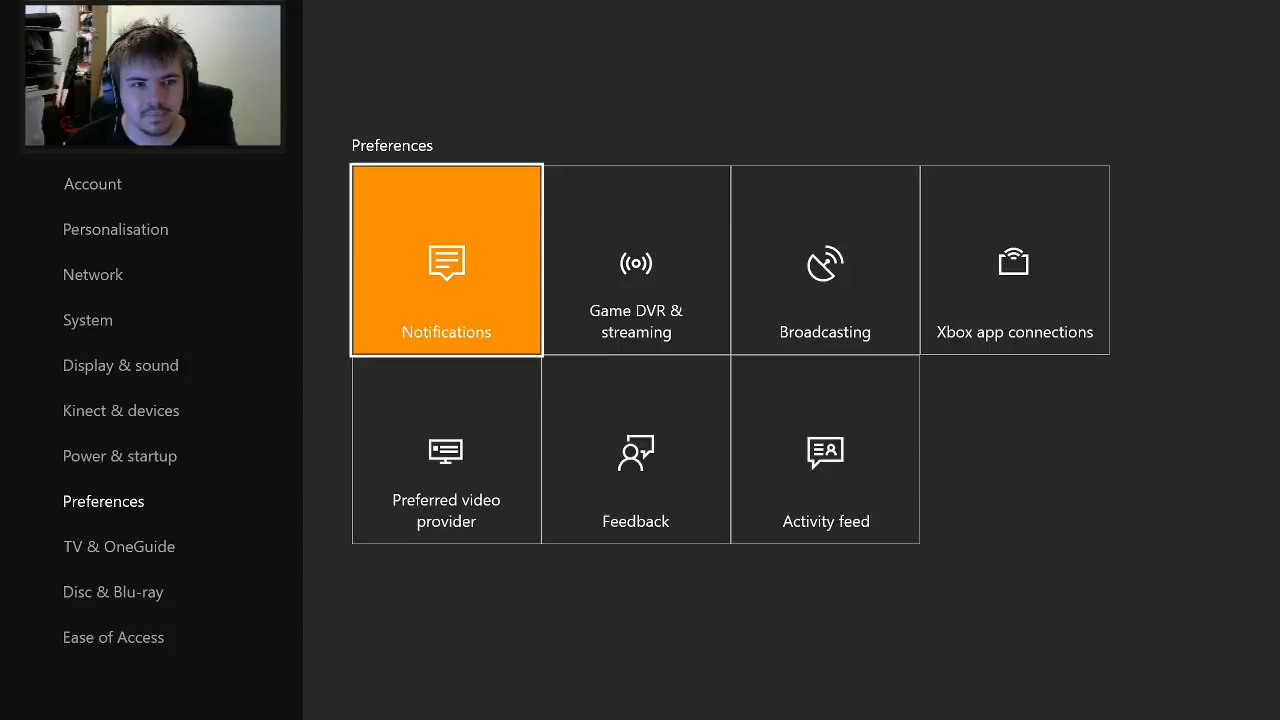 Account
Personalisation
Network
System
Display & sound
Kinect & devices
Power & startup
Preferences
TV & OneGuide
Disc & Blu-ray
Ease of Access
Preferences
Notifications
Game DVR &
streaming
Broadcasting
Xbox app connections
Preferred video
provider
Feedback
Activity feed